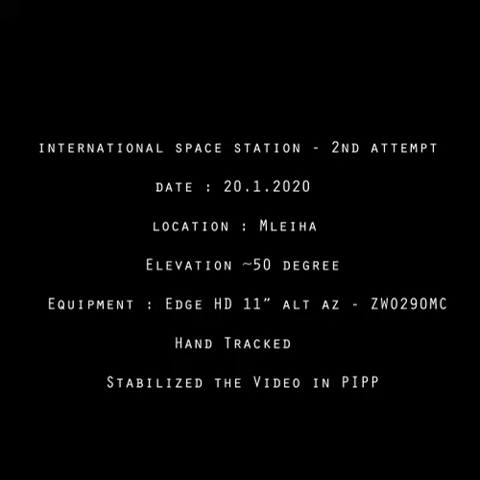 INTERNATIONAL SPACE STATION - 2ND ATTEMPT
DATE : 20.1.2020
LOCATION : MLEIHA
ELEVATION ~50 DEGREE
EQUIPMENT : EDGE HD 11" ALT AZ - ZWO290MC
HAND TRACKED
STABILIZED THE VIDEO IN PIPP